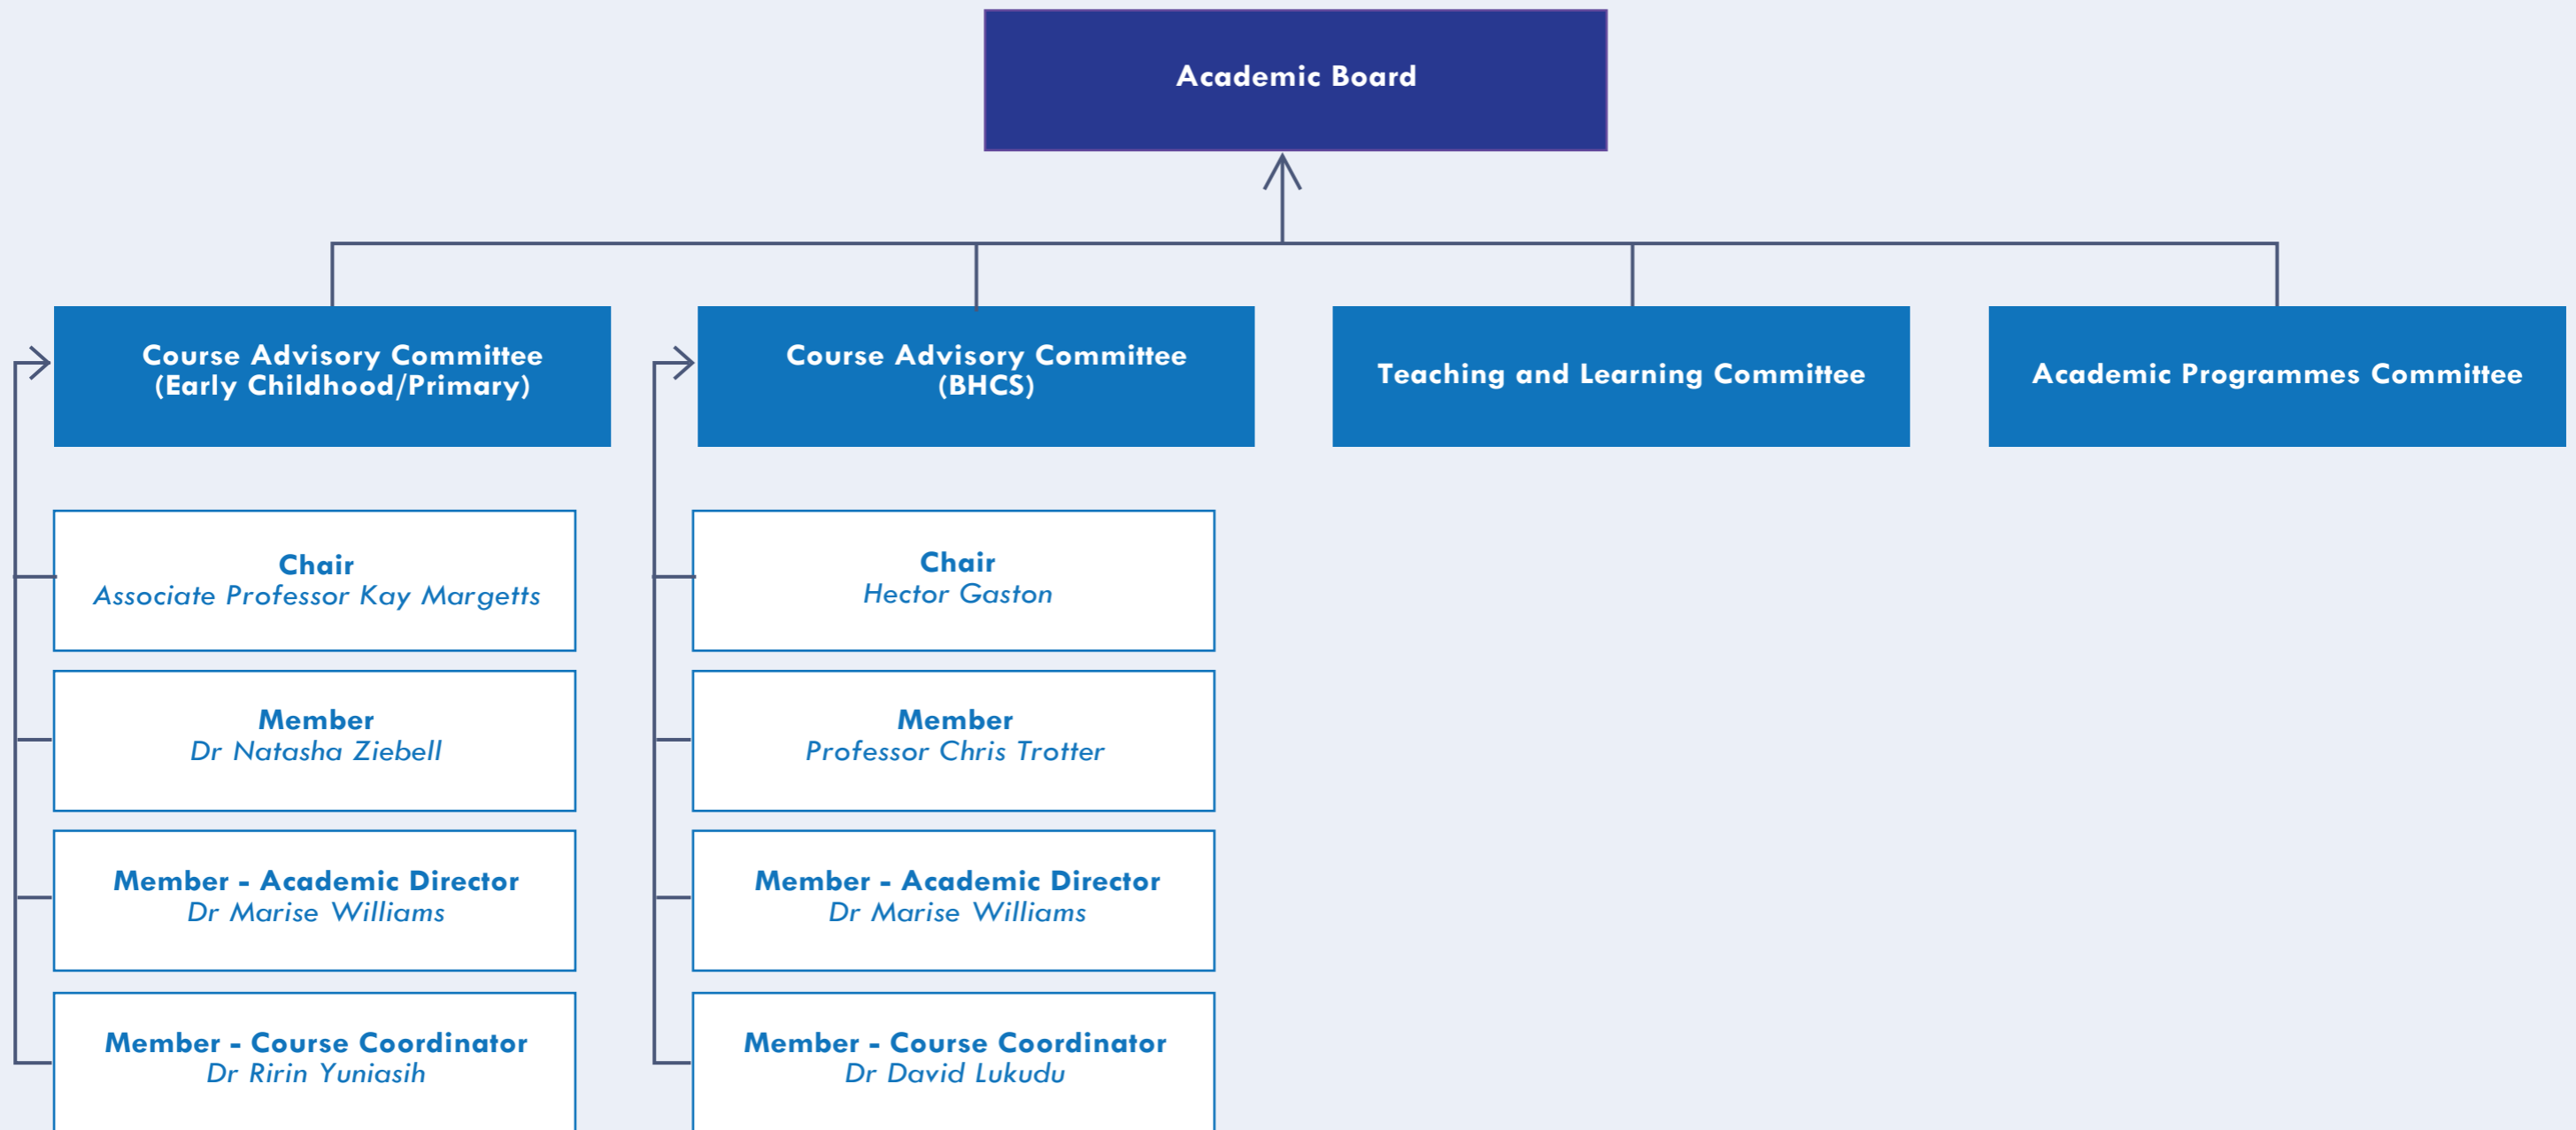 Academic Board
Course Advisory Committee
(Early Childhood/Primary)
Course Advisory Committee
(BHCS)
Teaching and Learning Committee
Academic Programmes Committee
Chair
Associate Professor Kay Margetts
Member
Dr Natasha Ziebell
Member - Academic Director
Dr Marise Williams
Member - Course Coordinator
Dr Ririn Yuniasih
Chair
Hector Gaston
Member
Professor Chris Trotter
Member - Academic Director
Dr Marise Williams
Member - Course Coordinator
Dr David Lukudu